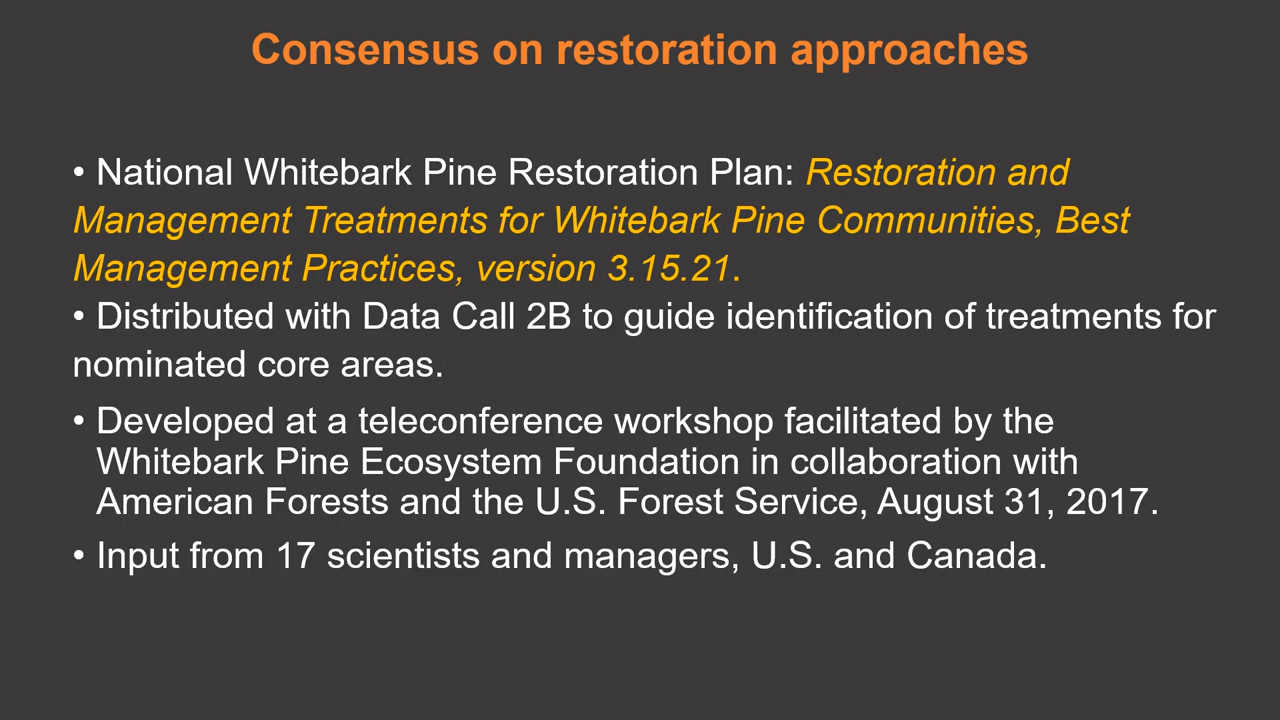 Consensus on restoration approaches
• National Whitebark Pine Restoration Plan: Restoration and
Management Treatments for Whitebark Pine Communities, Best
Management Practices, version 3.15.21.
• Distributed with Data Call 2B to guide identification of treatments for
nominated core areas.
• Developed at a teleconference workshop facilitated by the
Whitebark Pine Ecosystem Foundation in collaboration with
American Forests and the U.S. Forest Service, August 31, 2017.
• Input from 17 scientists and managers, U.S. and Canada.